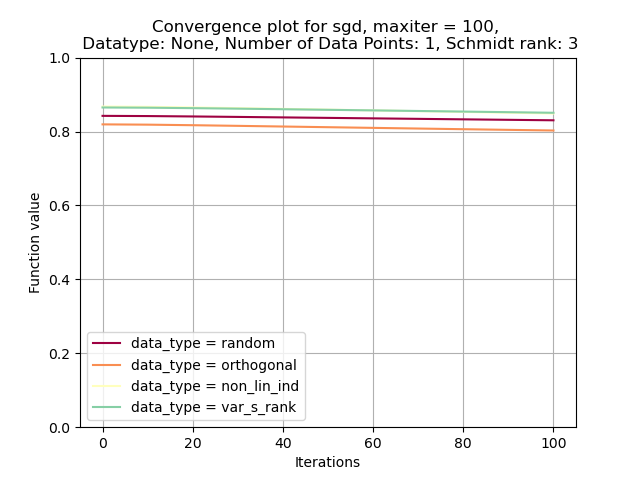 Convergence plot for sgd, maxiter = 100,
Datatype: None, Number of Data Points: 1, Schmidt rank: 3
1.0
0.8
0.6
0.4
0.2
0.0
Function value
data_type = random
data_type = orthogonal
data_type = non_lin_ind
data_type = var_s_rank
0 20 40 60 80 100
Iterations